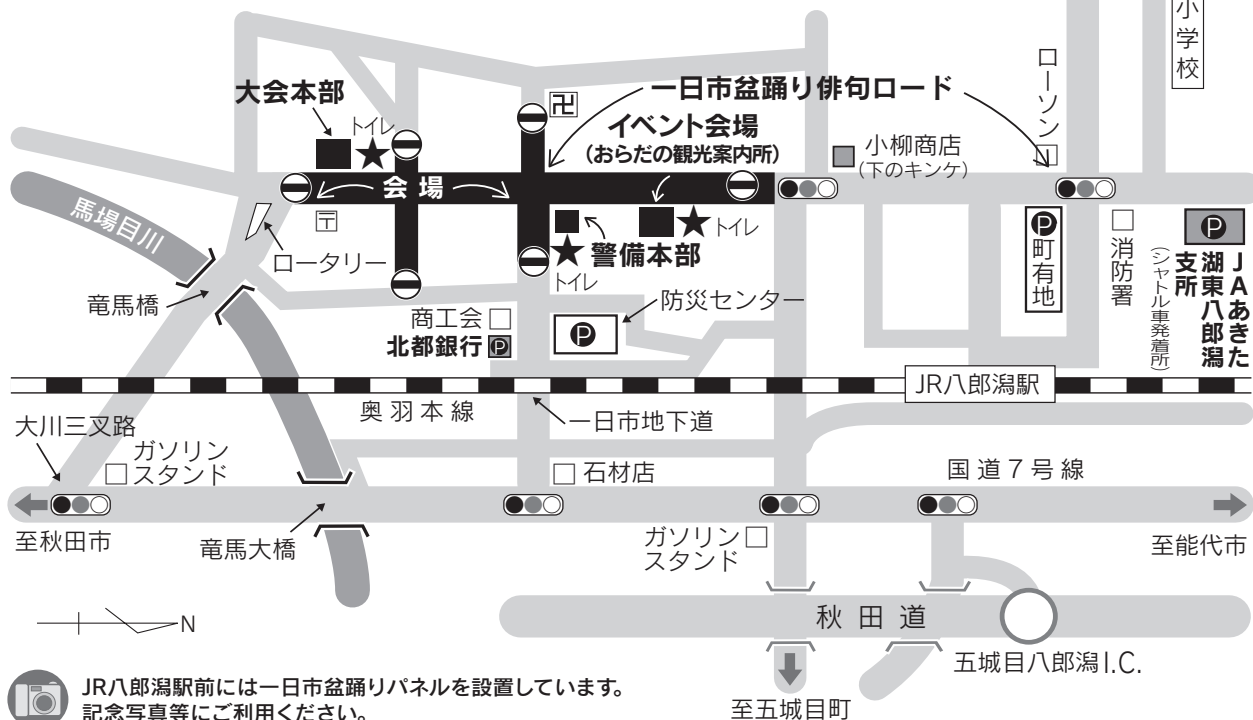 小学校
ローソン
大会本部
トイレ
卍
一日市盆踊り俳句ロード
イベント会場
(おらだの観光案内所)
小柳商店
(下のキンケ)
会場
馬場目川
〒
ロータリー
警備本部
トイレ
トイレ
P
町有地
消防署
P
JAあきた
湖東八郎潟
支所
(シャトル車発着所)
竜馬橋
商工会
北都銀行 P
P
防災センター
JR八郎潟駅
奥羽本線
一日市地下道
大川三叉路
ガソリン
スタンド
石材店
国道7号線
至秋田市
竜馬大橋
ガソリン
スタンド
至能代市
N
秋田道
五城目八郎潟I.C.
至五城目町
JR八郎潟駅前には一日市盆踊りパネルを設置しています。
記念写真等にご利用ください。